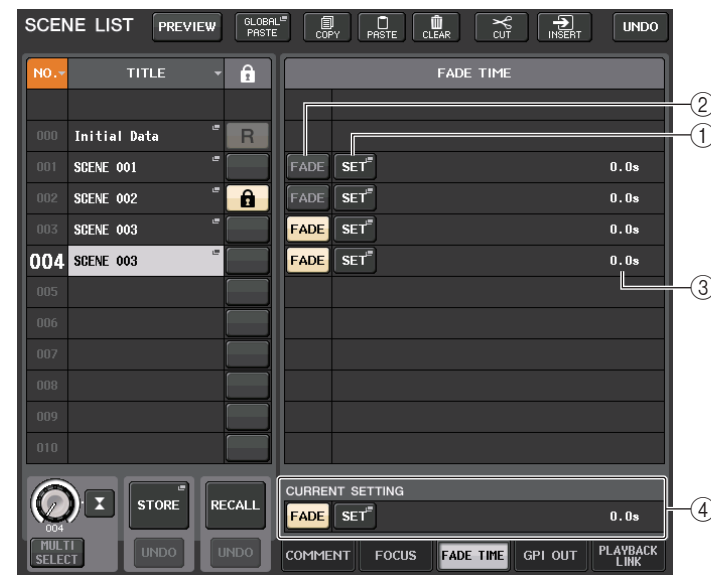 SCENE LIST PREVIEW GLOBAL PASTE COPY PASTE CLEAR CUT INSERT UNDO
NO. TITLE FADE TIME
000 Initial Data R
001 SCENE 001 FADE SET 0.0s
002 SCENE 002 FADE SET 0.0s
003 SCENE 003 FADE SET 0.0s
004 SCENE 003 FADE SET 0.0s
005
006
007
008
009
010
② 
①
③
④
CURRENT SETTING
FADE SET 0.0s
004 STORE RECALL
MULTI SELECT UNDO UNDO
COMMENT FOCUS FADE TIME GPI OUT PLAYBACK LINK